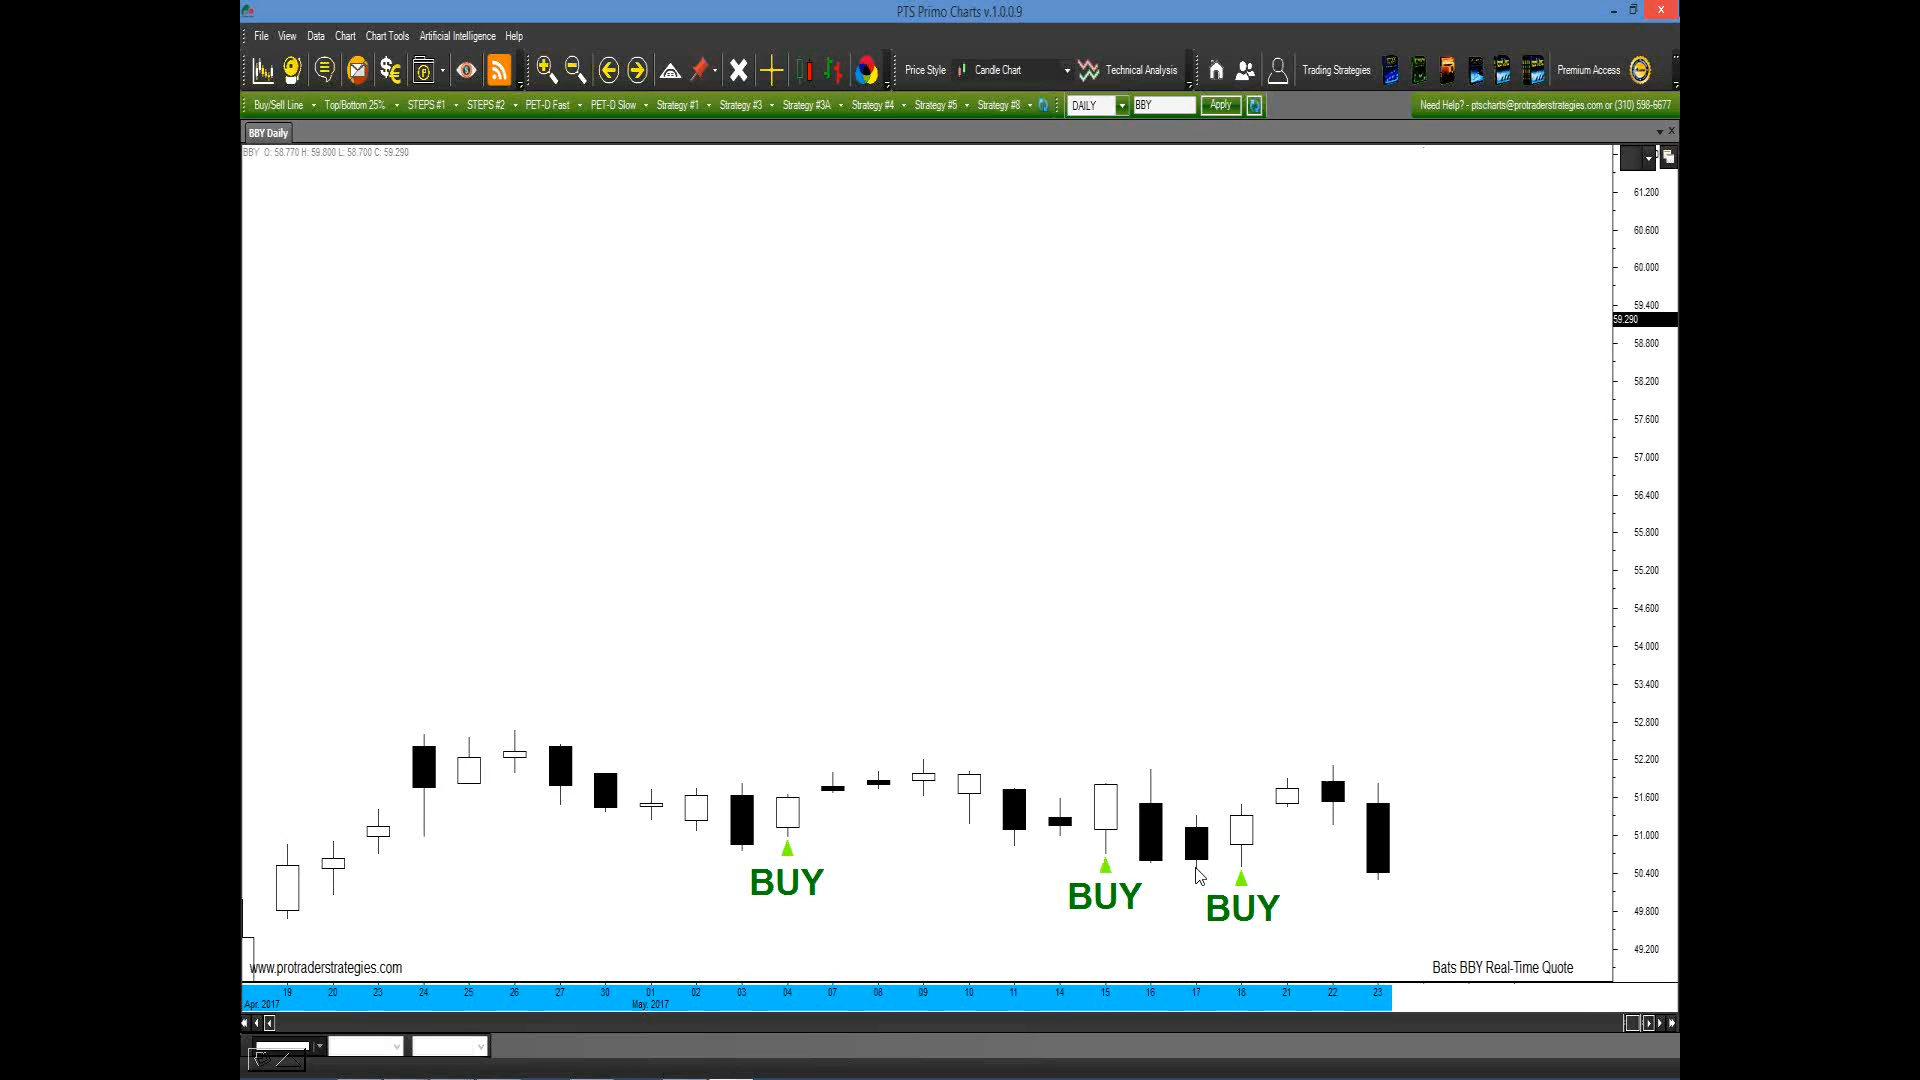 PTS Primo Charts v.1.0.0.9
File View Data Chart Chart Tools Artificial Intelligence Help
Price Style Candle Chart Technical Analysis Trading Strategies Premium Access
Buy/Sell Line Top/Bottom 25% STEPS #1 STEPS #2 PET-D Fast PET-D Slow Strategy #1 Strategy #3 Strategy #3A Strategy #4 Strategy #5 Strategy #8 DAILY BBY Apply Need Help? - ptscharts@protraderstrategies.com or (310) 598-6677
BBY Daily
BBY O: 58.770 H: 59.800 L: 58.700 C: 59.290
61.200
60.600
60.000
59.400
59.290
58.800
58.200
57.600
57.000
56.400
55.800
55.200
54.600
54.000
53.400
52.800
52.200
51.600
51.000
50.400
49.800
49.200
BUY
BUY
BUY
www.protraderstrategies.com
Bats BBY Real-Time Quote
19 20 23 24 25 26 27 30 01 02 03 04 07 08 09 10 11 14 15 16 17 18 21 22 23
Apr. 2017 May. 2017